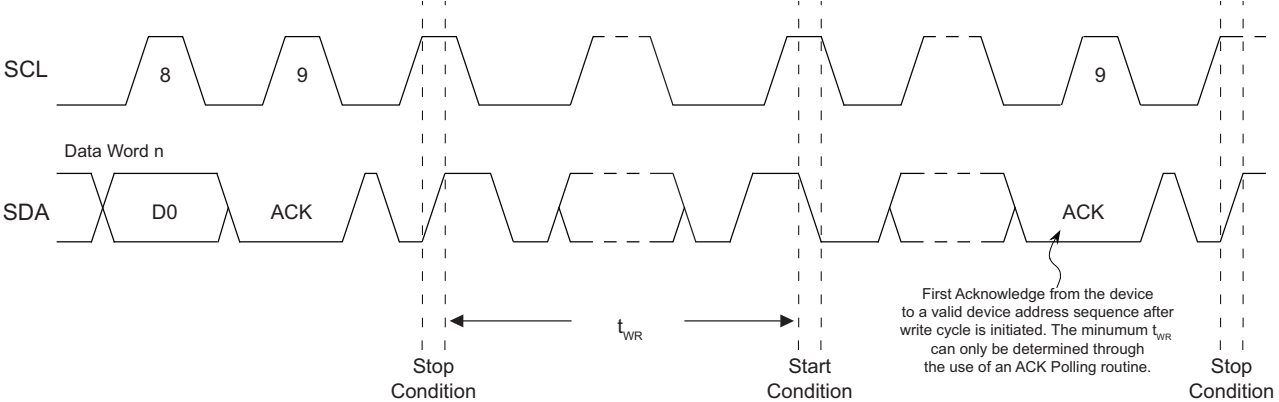 SCL
8
9
9
Data Word n
SDA
D0
ACK
ACK
First Acknowledge from the device
to a valid device address sequence after
write cycle is initiated. The minumum tWR
can only be determined through
the use of an ACK Polling routine.
tWR
Stop
Condition
Start
Condition
Stop
Condition